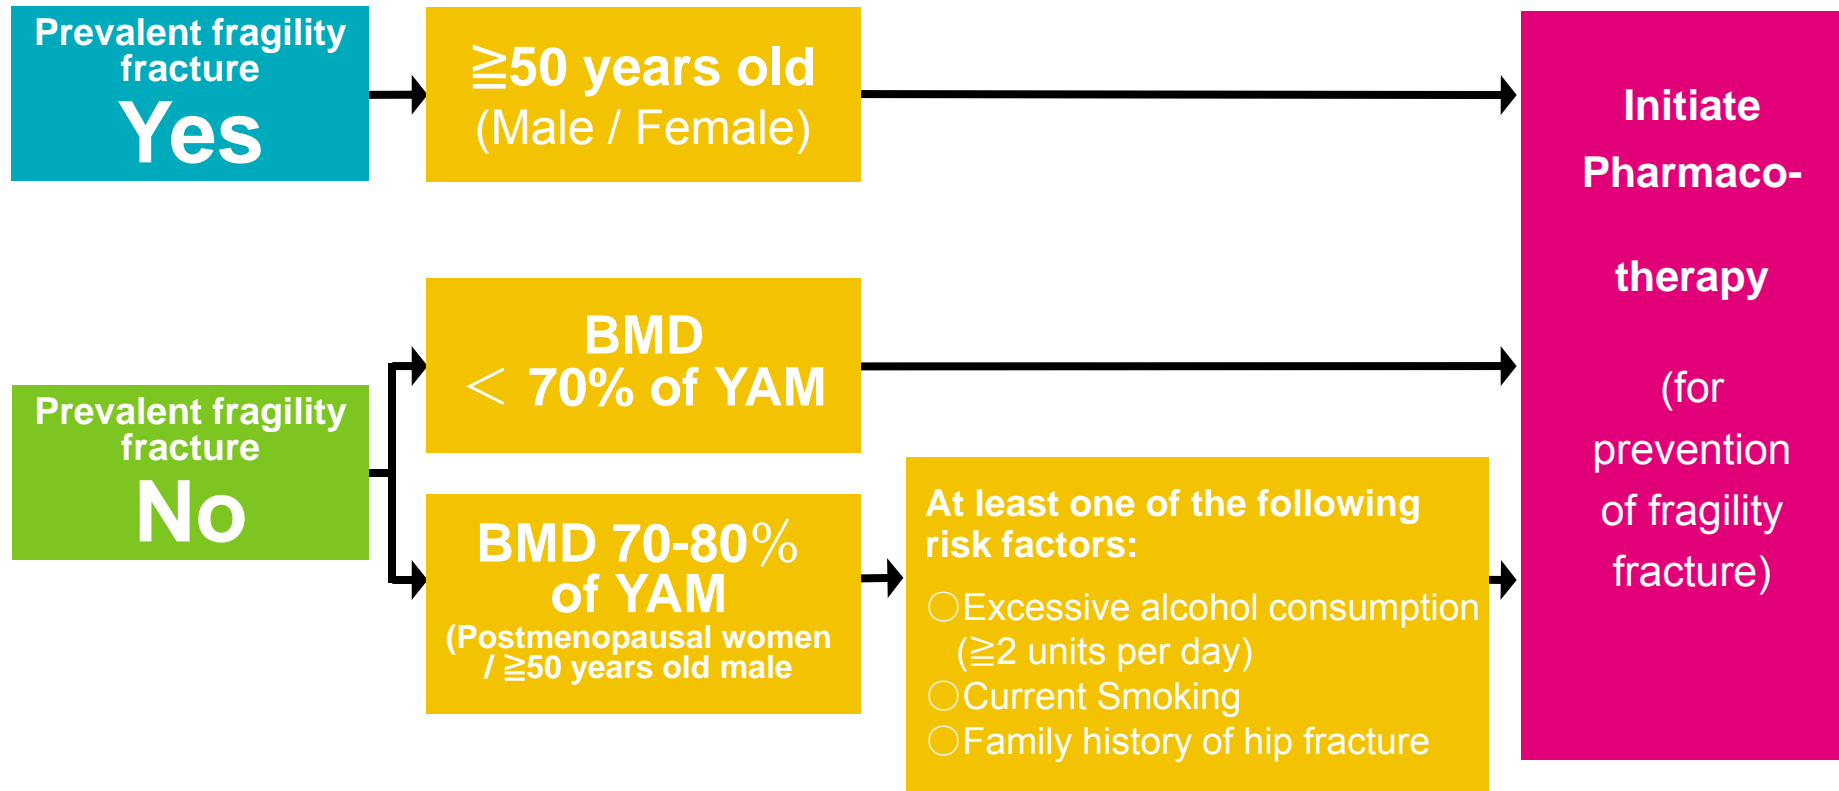 Prevalent fragility
fracture
Yes
≧50 years old
(Male / Female)
Prevalent fragility
fracture
No
BMD
＜ 70% of YAM
BMD 70-80％
of YAM
(Postmenopausal women
/ ≧50 years old male
At least one of the following
risk factors:
○Excessive alcohol consumption
(≧2 units per day)
○Current Smoking
○Family history of hip fracture
Initiate
Pharmaco-
therapy
(for
prevention
of fragility
fracture)